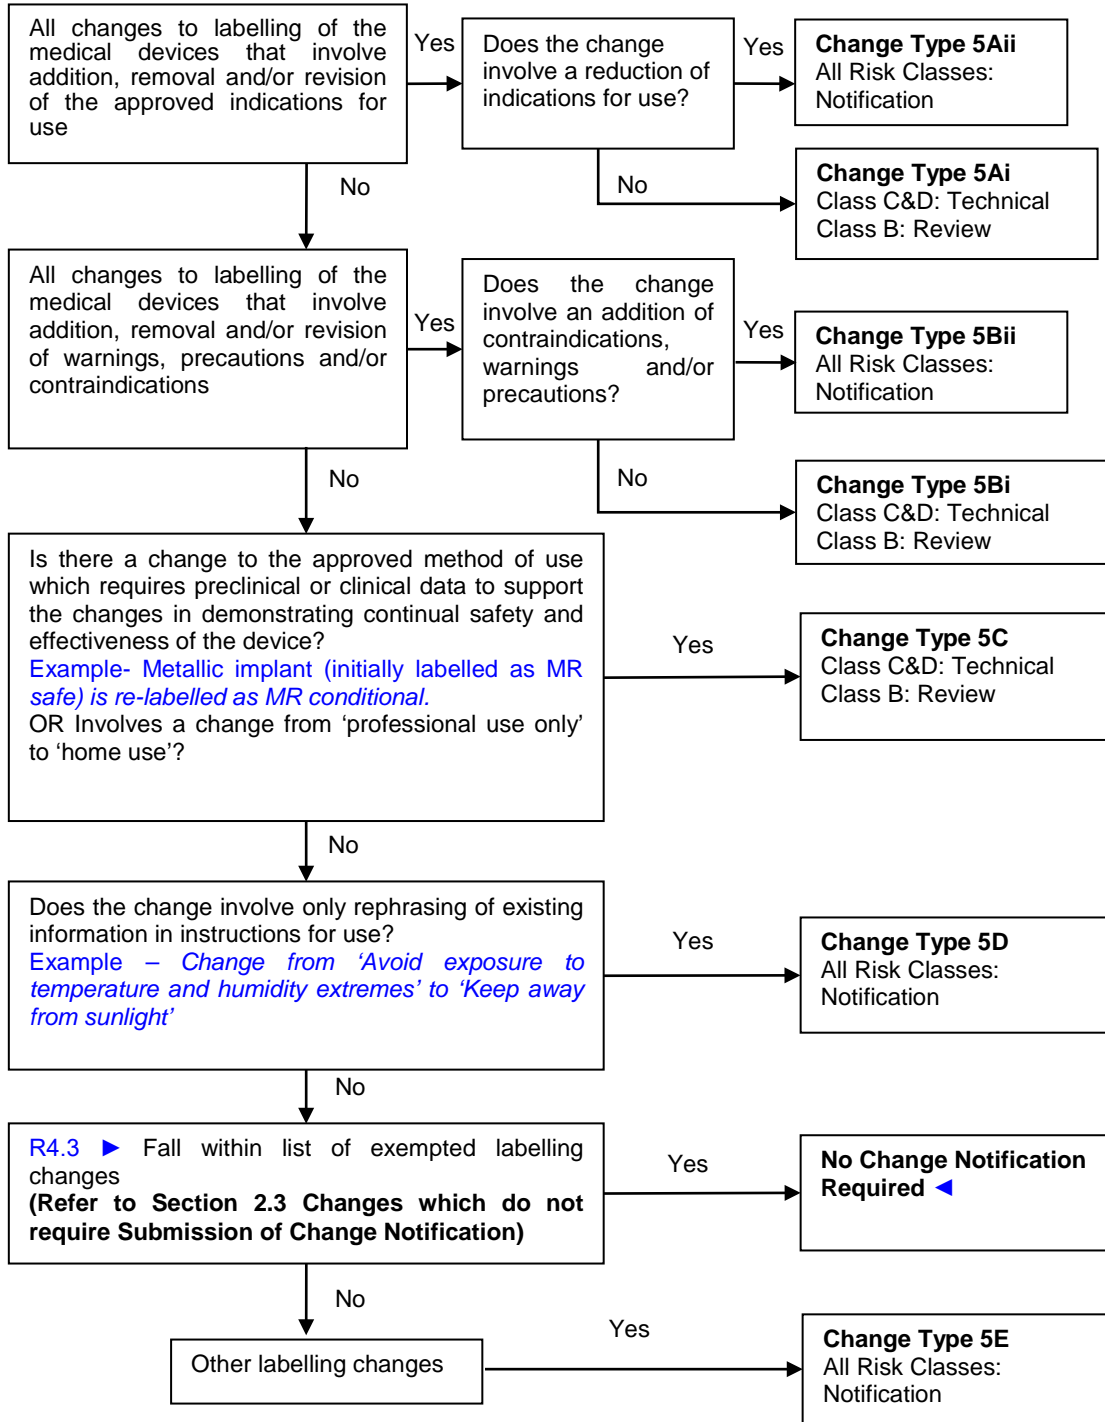 All changes to labelling of the
medical devices that involve
addition, removal and/or revision
of the approved indications for
use
Yes
Does the change
involve a reduction of
indications for use?
Yes
Change Type 5Aii
All Risk Classes:
Notification
No
No
Change Type 5Ai
Class C&D: Technical
Class B: Review
All changes to labelling of the
medical devices that involve
addition, removal and/or revision
of warnings, precautions and/or
contraindications
Yes
Does the change
involve an addition of
contraindications,
warnings and/or
precautions?
Yes
Change Type 5Bii
All Risk Classes:
Notification
No
No
Change Type 5Bi
Class C&D: Technical
Class B: Review
Is there a change to the approved method of use
which requires preclinical or clinical data to support
the changes in demonstrating continual safety and
effectiveness of the device?
Example- Metallic implant (initially labelled as MR
safe) is re-labelled as MR conditional.
OR Involves a change from ‘professional use only’
to ‘home use’?
Yes
Change Type 5C
Class C&D: Technical
Class B: Review
No
Does the change involve only rephrasing of existing
information in instructions for use?
Example – Change from ‘Avoid exposure to
temperature and humidity extremes’ to ‘Keep away
from sunlight’
Yes
Change Type 5D
All Risk Classes:
Notification
No
R4.3 ► Fall within list of exempted labelling
changes
(Refer to Section 2.3 Changes which do not
require Submission of Change Notification)
Yes
No Change Notification
Required ◄
No
Other labelling changes
Yes
Change Type 5E
All Risk Classes:
Notification